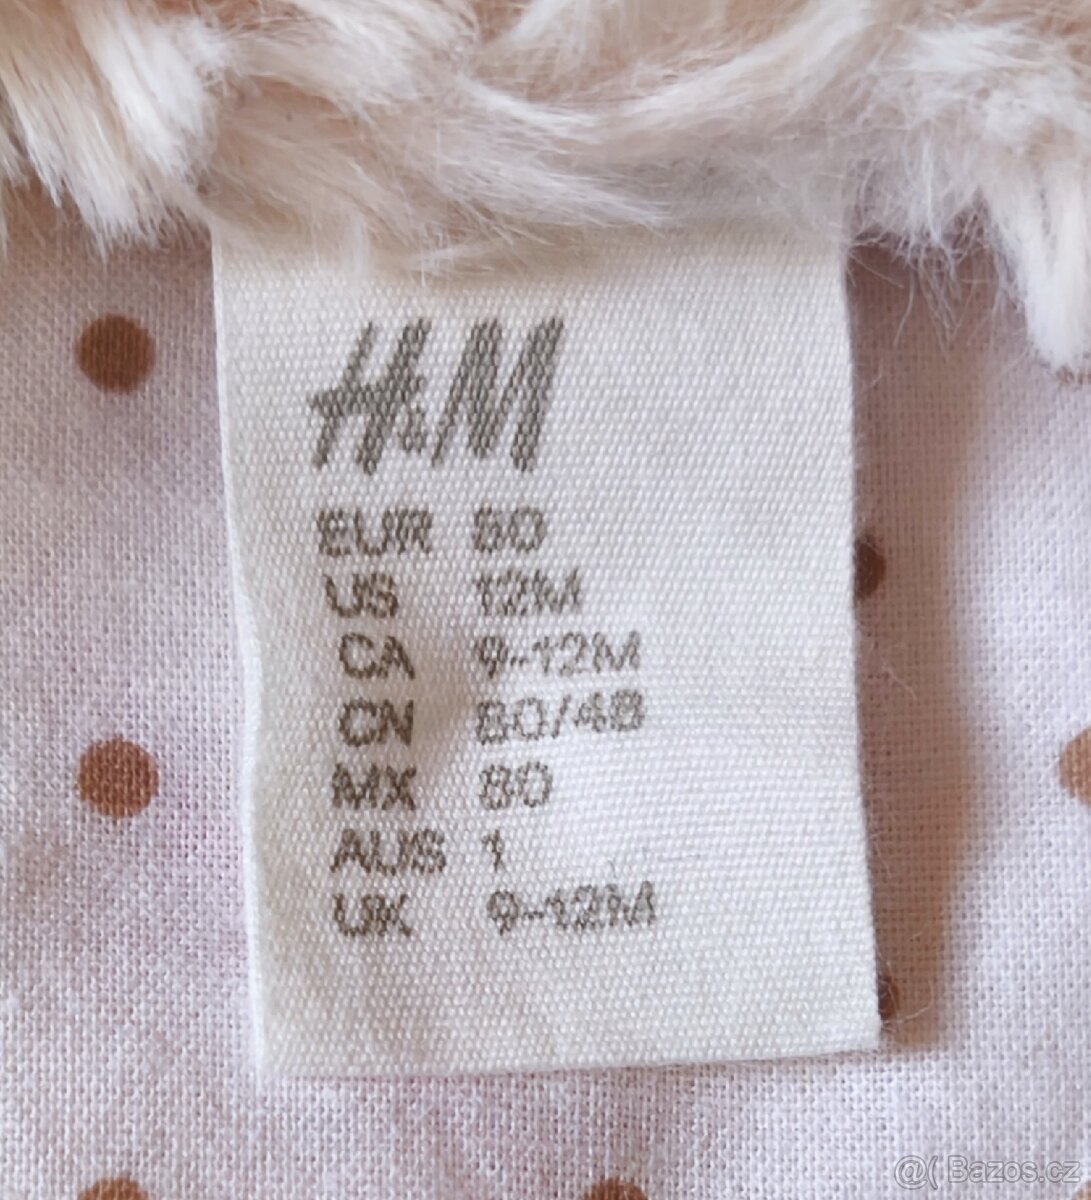 H&M
EUR 80
US 12M
CA 9-12M
CN 80/48
MX 80
AUS 1
UK 9-12M
@( Bazos.cz